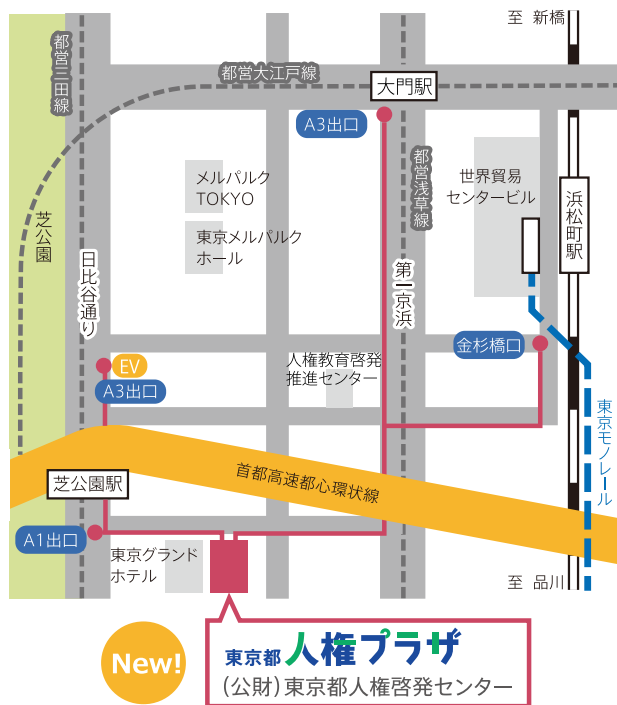 至 新橋
都営三田線
都営大江戸線
大門駅
A3出口
都営浅草線
メルパルク
TOKYO
世界貿易
センタービル
浜松町駅
芝公園
東京メルパルク
ホール
日比谷通り
第一京浜
金杉橋口
EV
A3出口
人権教育啓発
推進センター
東京モノレール
首都高速都心環状線
芝公園駅
A1出口
東京グランド
ホテル
至 品川
New!
東京都 人権プラザ
(公財)東京都人権啓発センター